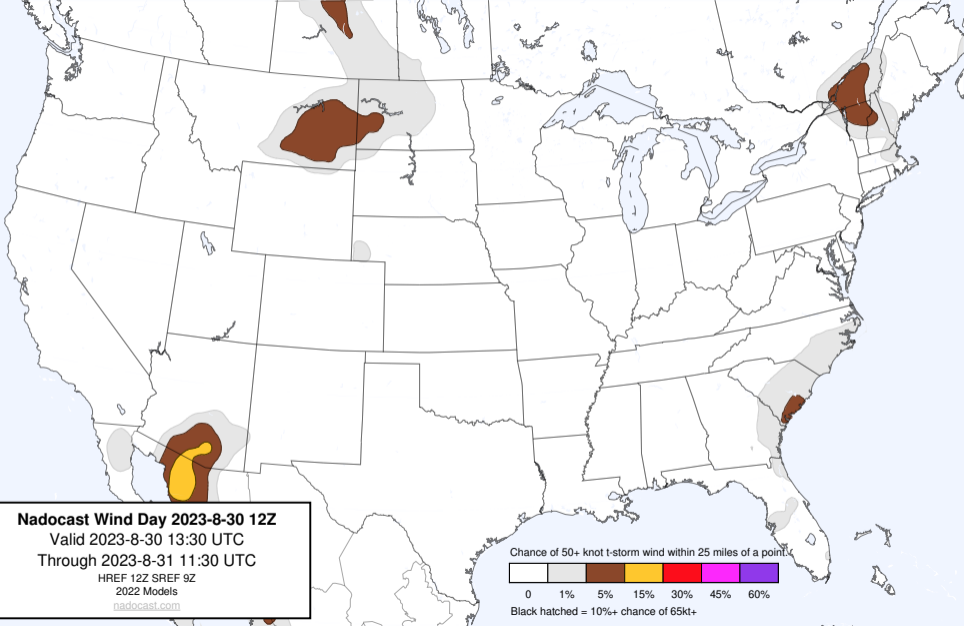 Nadocast Wind Day 2023-8-30 12Z
Valid 2023-8-30 13:30 UTC
Through 2023-8-31 11:30 UTC
HREF 12Z SREF 9Z
2022 Models
nadocast.com
Chance of 50+ knot t-storm wind within 25 miles of a point.
0 1% 5% 15% 30% 45% 60%
Black hatched = 10%+ chance of 65kt+